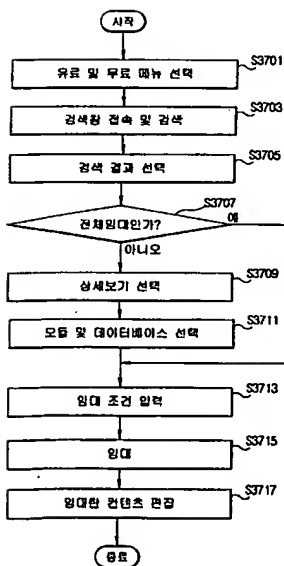 시작
유료 및 무료 메뉴 선택
S3701
검색창 접속 및 검색
S3703
검색 결과 선택
S3705
전체임대인가?
S3707
예
아니오
상세보기 선택
S3709
모듈 및 데이터베이스 선택
S3711
임대 조건 입력
S3713
임대
S3715
임대한 컨텐츠 편집
S3717
종료